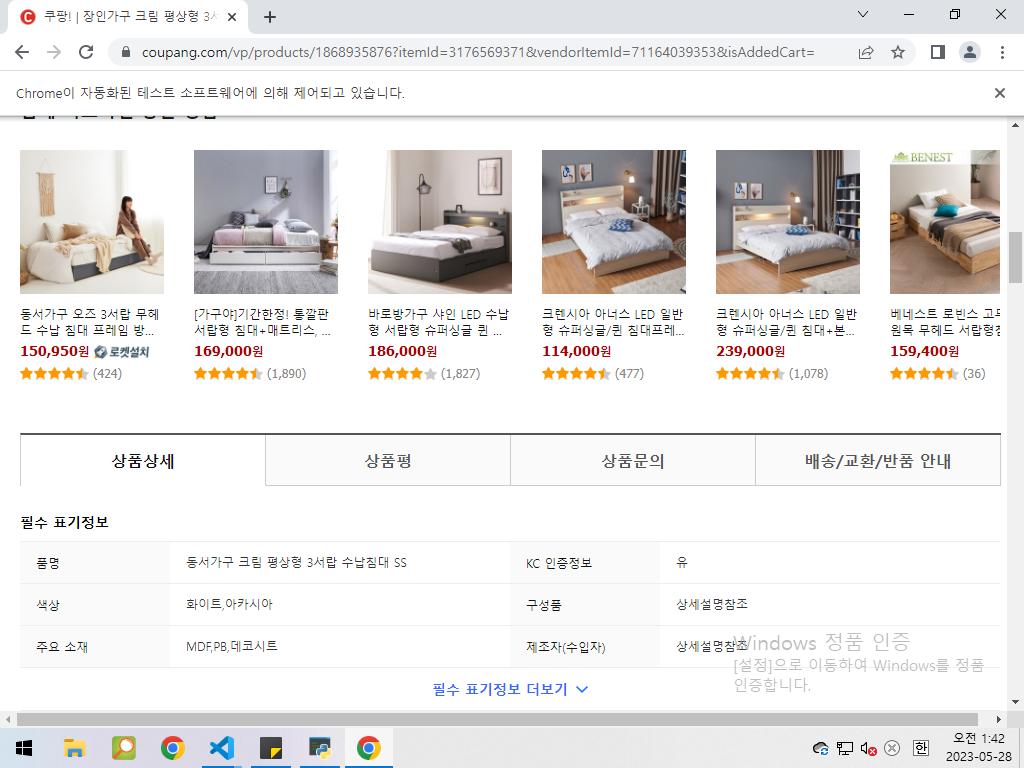 쿠팡! | 장인가구 크림 평상형 3서
coupang.com/vp/products/1868935876?itemId=3176569371&vendorItemId=71164039353&isAddedCart=
Chrome이 자동화된 테스트 소프트웨어에 의해 제어되고 있습니다.
BENEST
동서가구 오즈 3서랍 무헤
드 수납 침대 프레임 방...
150,950원 로켓설치
(424)
[가구야]기간한정! 통깔판
서랍형 침대+매트리스, ...
169,000원
(1,890)
바로방가구 샤인 LED 수납
형 서랍형 슈퍼싱글 퀸 ...
186,000원
(1,827)
크렌시아 아너스 LED 일반
형 슈퍼싱글/퀸 침대프레...
114,000원
(477)
크렌시아 아너스 LED 일반
형 슈퍼싱글/퀸 침대+본...
239,000원
(1,078)
베네스트 로빈스 고무
원목 무헤드 서랍형침
159,400원
(36)
상품상세
상품평
상품문의
배송/교환/반품 안내
필수 표기정보
품명 동서가구 크림 평상형 3서랍 수납침대 SS KC 인증정보 유
색상 화이트,아카시아 구성품 상세설명참조
주요 소재 MDF,PB,데코시트 제조자(수입자) 상세설명참조
필수 표기정보 더보기
Windows 정품 인증
[설정]으로 이동하여 Windows를 정품
인증합니다.
한
오전 1:42
2023-05-28